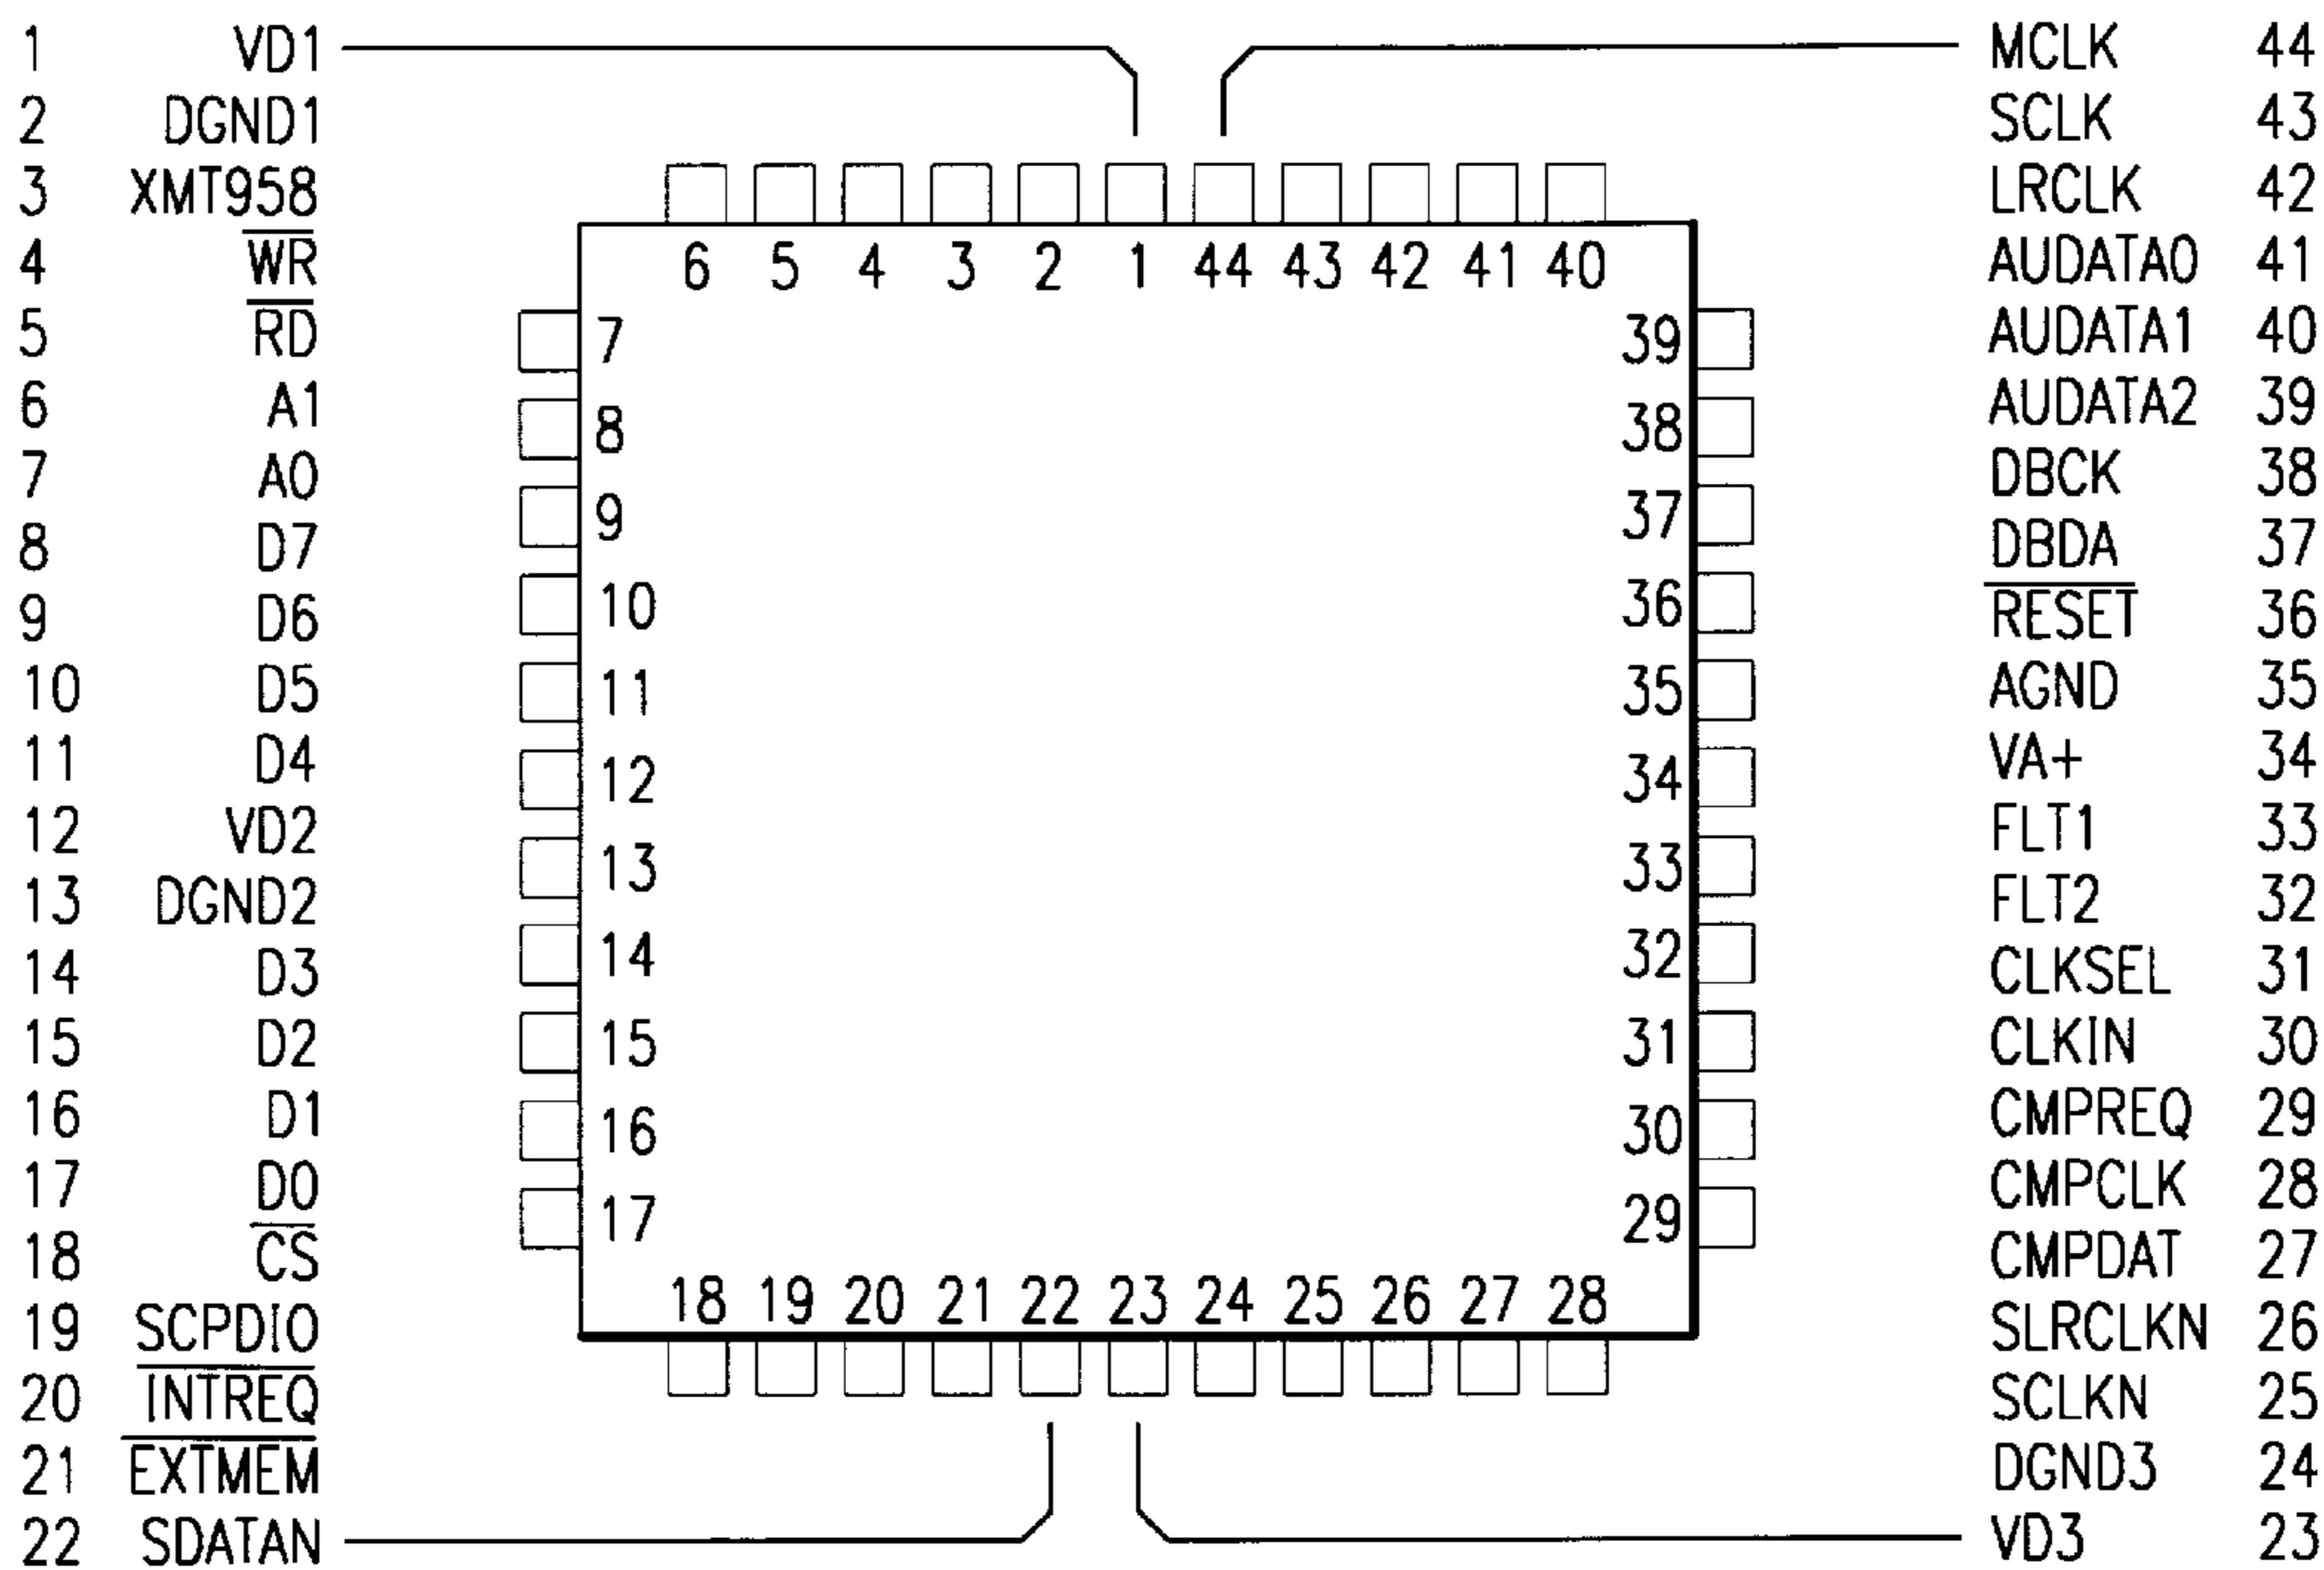 1 VD1 MCLK 44
2 DGND1 SCLK 43
3 XMT958 LRCLK 42
4 WR 6 5 4 3 2 1 44 43 42 41 40 AUDATA0 41
5 RD 7 39 AUDATA1 40
6 A1 8 38 AUDATA2 39
7 A0 DBCK 38
8 D7 9 37 DBDA 37
9 D6 10 36 RESET 36
10 D5 11 35 AGND 35
11 D4 12 34 VA+ 34
12 VD2 FLT1 33
13 DGND2 13 33 FLT2 32
14 D3 14 32 CLKSEL 31
15 D2 15 31 CLKIN 30
16 D1 16 30 CMPREQ 29
17 D0 17 29 CMPCLK 28
18 CS CMPDAT 27
19 SCPDIO 18 19 20 21 22 23 24 25 26 27 28 SLRCLKN 26
20 INTREQ SCLKN 25
21 EXTMEM DGND3 24
22 SDATAN VD3 23